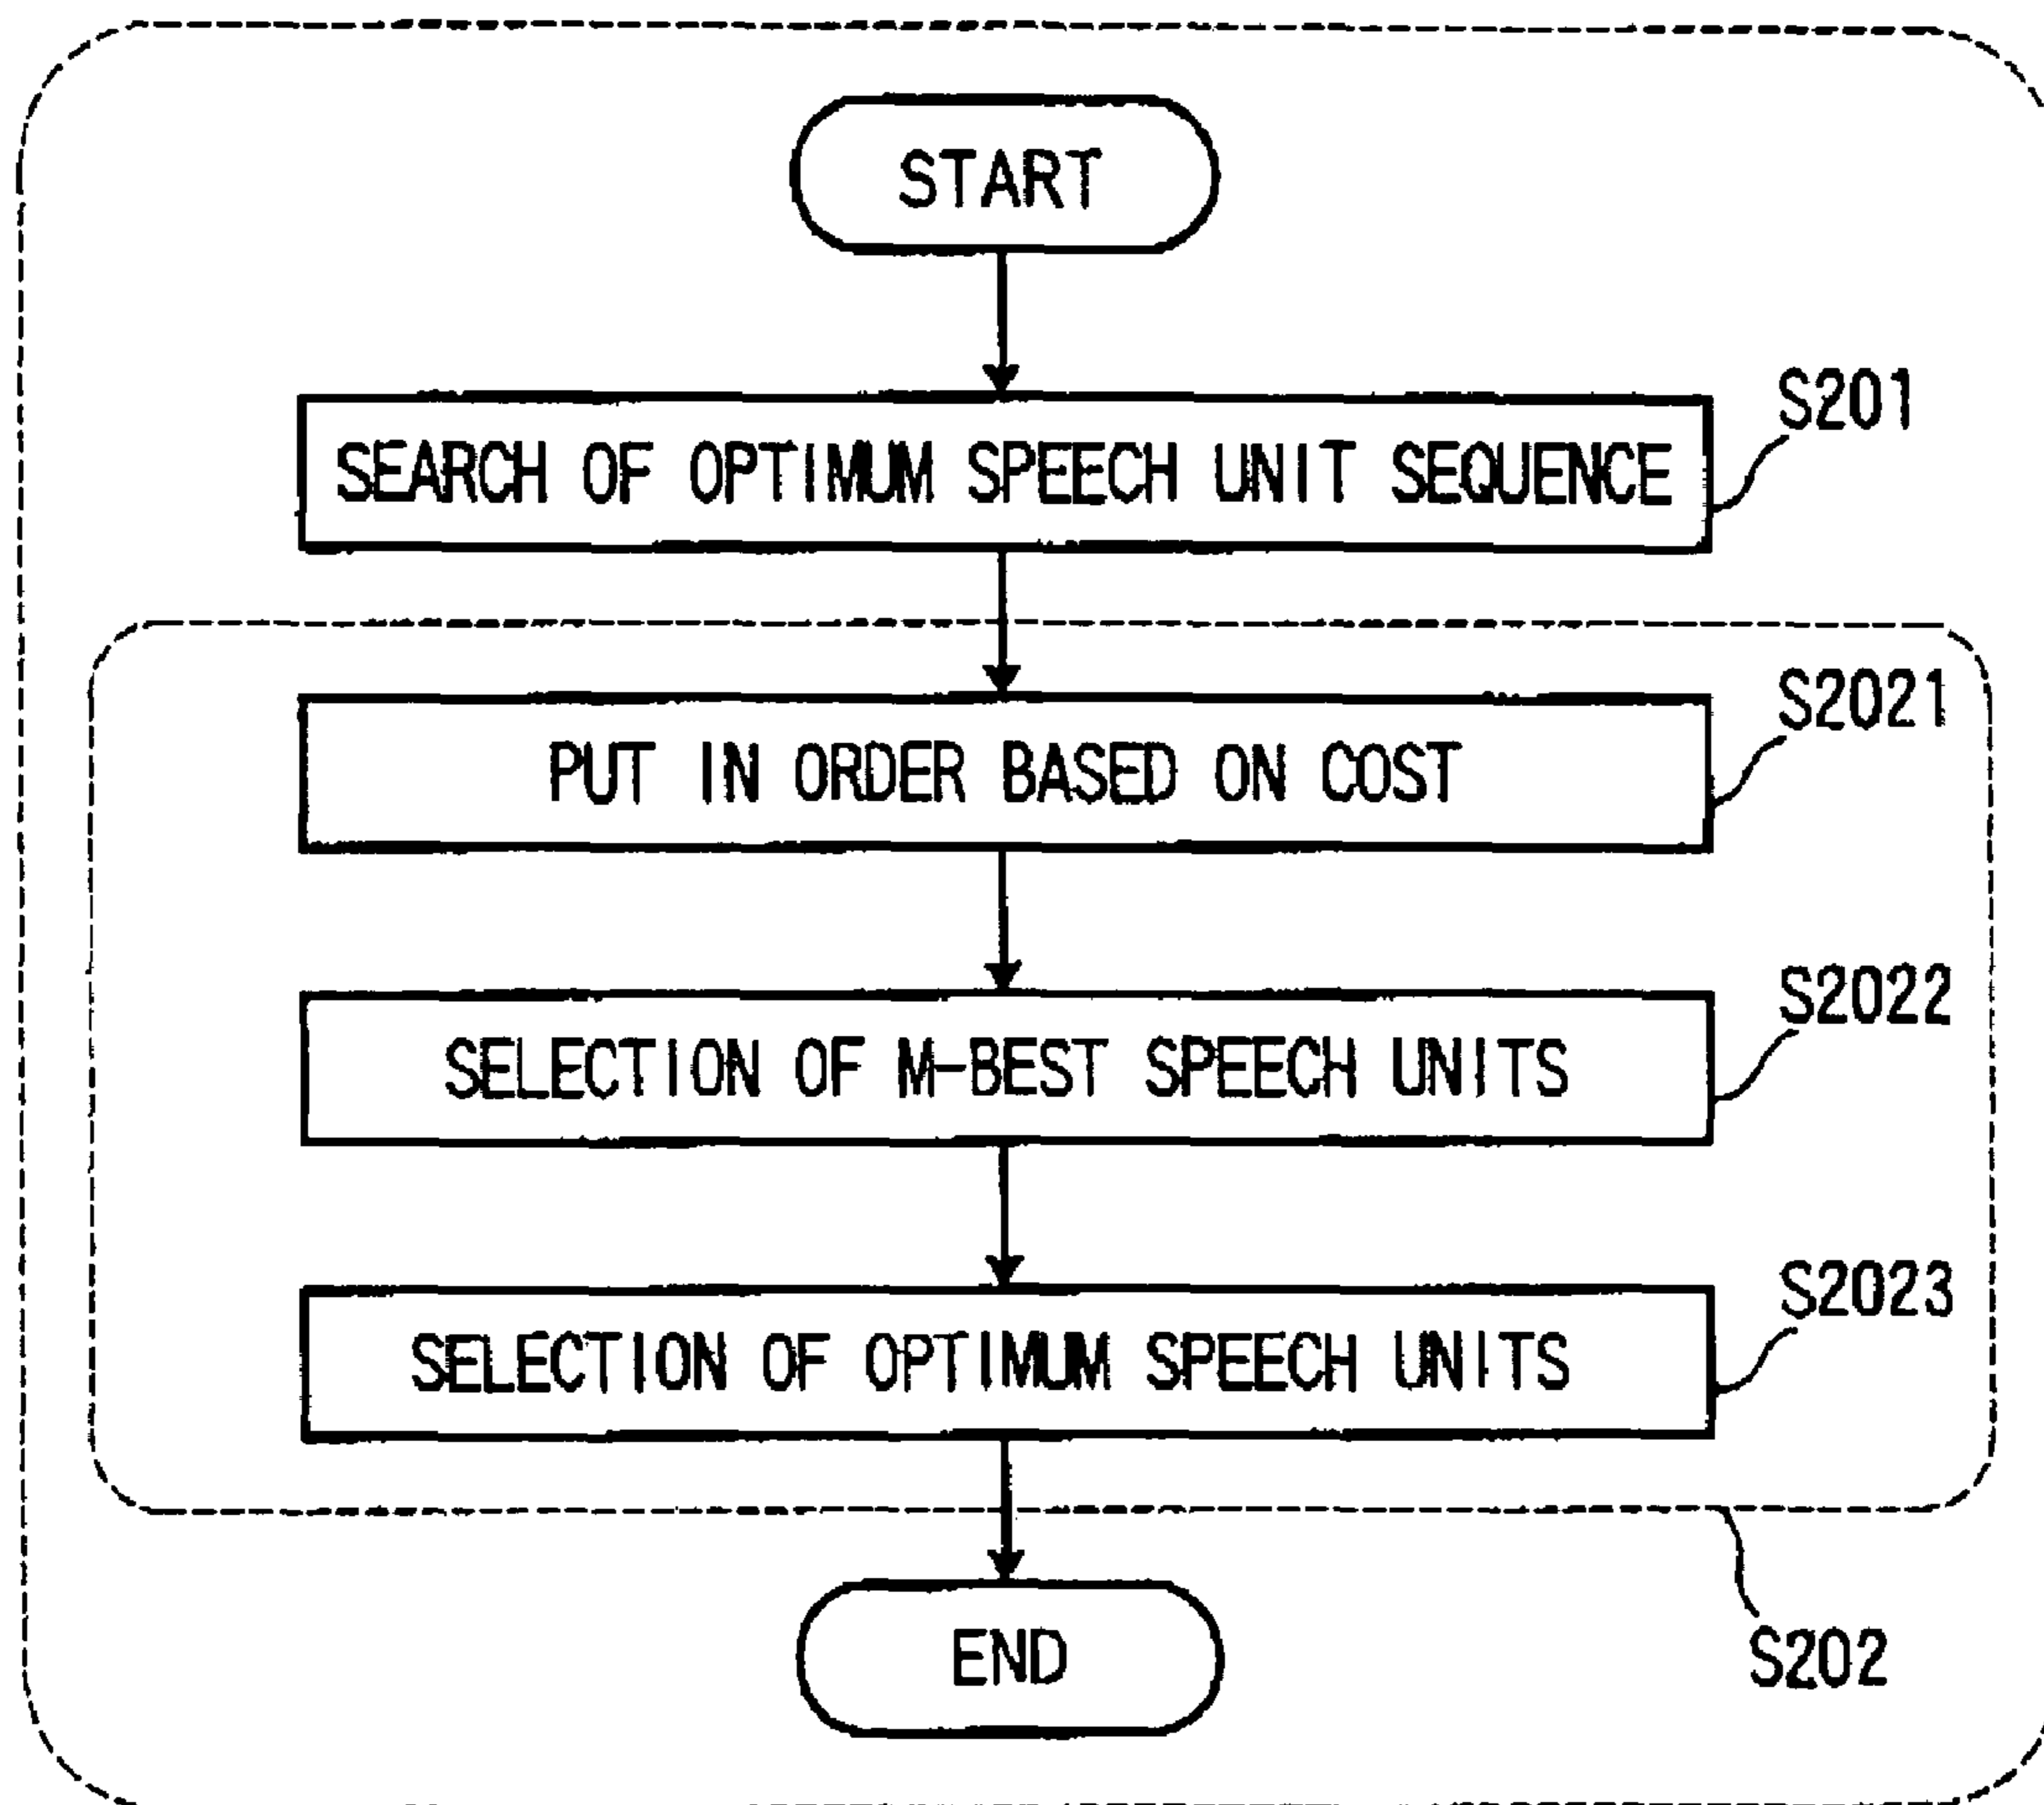 START
S201
SEARCH OF OPTIMUM SPEECH UNIT SEQUENCE
S2021
PUT IN ORDER BASED ON COST
S2022
SELECTION OF M-BEST SPEECH UNITS
S2023
SELECTION OF OPTIMUM SPEECH UNITS
END
S202